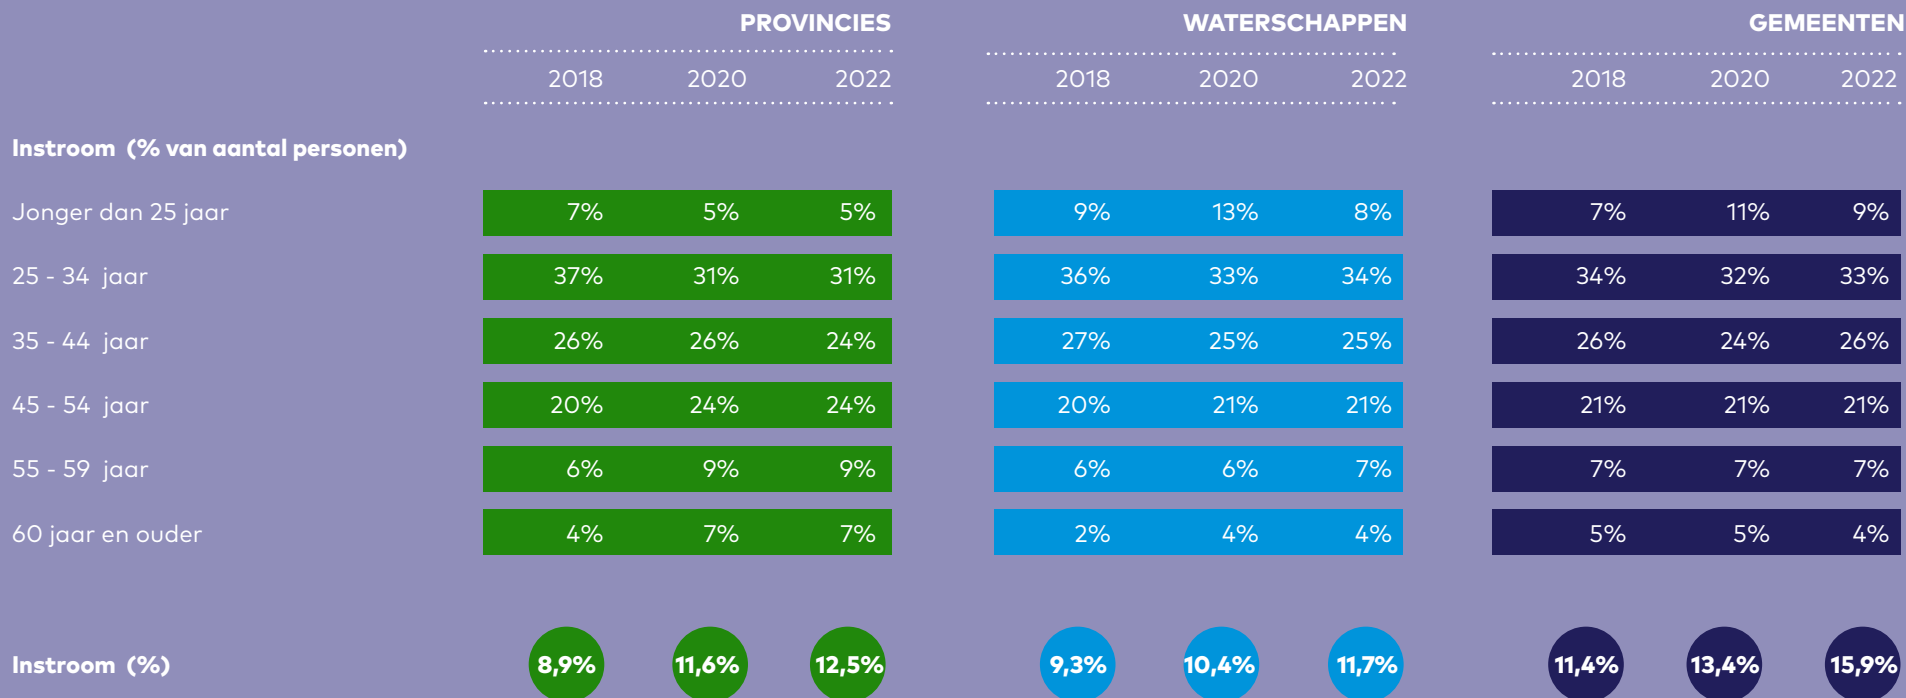 PROVINCIES WATERSCHAPPEN GEMEENTEN
2018 2020 2022 2018 2020 2022 2018 2020 2022
Instroom (% van aantal personen)
Jonger dan 25 jaar 7% 5% 5% 9% 13% 8% 7% 11% 9%
25 - 34 jaar 37% 31% 31% 36% 33% 34% 34% 32% 33%
35 - 44 jaar 26% 26% 24% 27% 25% 25% 26% 24% 26%
45 - 54 jaar 20% 24% 24% 20% 21% 21% 21% 21% 21%
55 - 59 jaar 6% 9% 9% 6% 6% 7% 7% 7% 7%
60 jaar en ouder 4% 7% 7% 2% 4% 4% 5% 5% 4%
Instroom (%) 8,9% 11,6% 12,5% 9,3% 10,4% 11,7% 11,4% 13,4% 15,9%